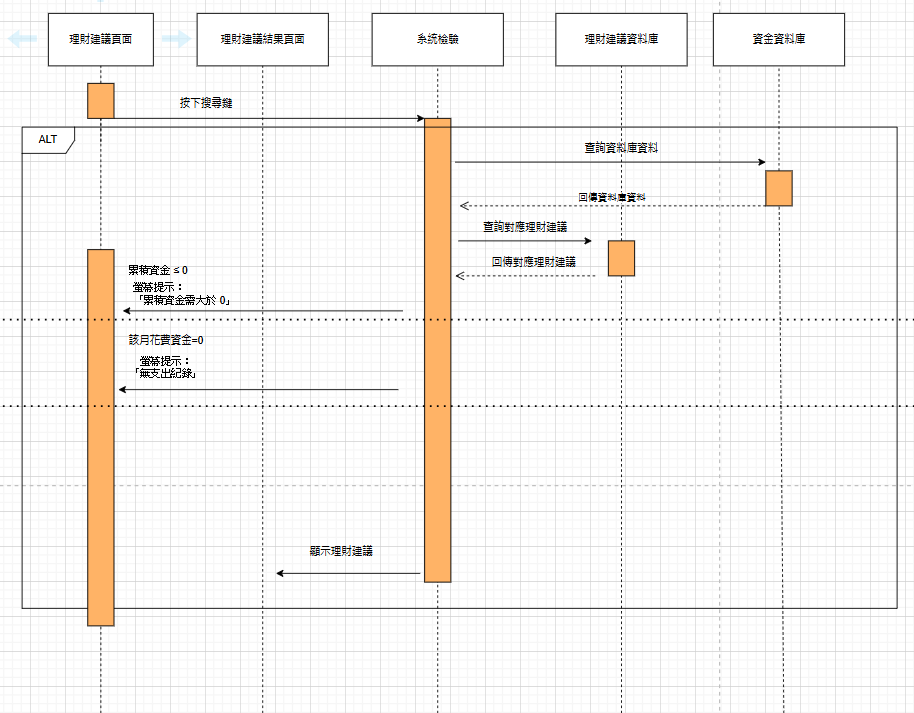 理財建議頁面
理財建議結果頁面
系統檢驗
理財建議資料庫
資金資料庫
按下搜尋鍵
ALT
查詢資料庫資料
回傳資料庫資料
查詢對應理財建議
回傳對應理財建議
累積資金 ≤ 0
螢幕提示：
「累積資金需大於 0」
該月花費資金=0
螢幕提示：
「無支出紀錄」
顯示理財建議